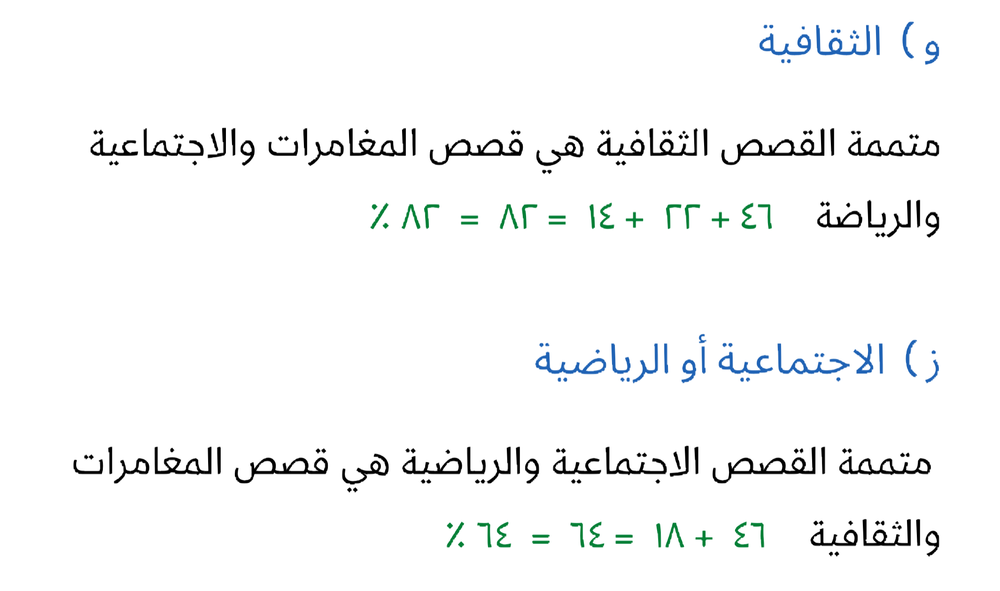 و ) الثقافية
متممة القصص الثقافية هي قصص المغامرات والاجتماعية
والرياضة ٤٦ + ٢٢ + ١٤ = ٨٢ = ٨٢ ٪
ز ) الاجتماعية أو الرياضية
متممة القصص الاجتماعية والرياضية هي قصص المغامرات
والثقافية ٤٦ + ١٨ = ٦٤ = ٦٤ ٪